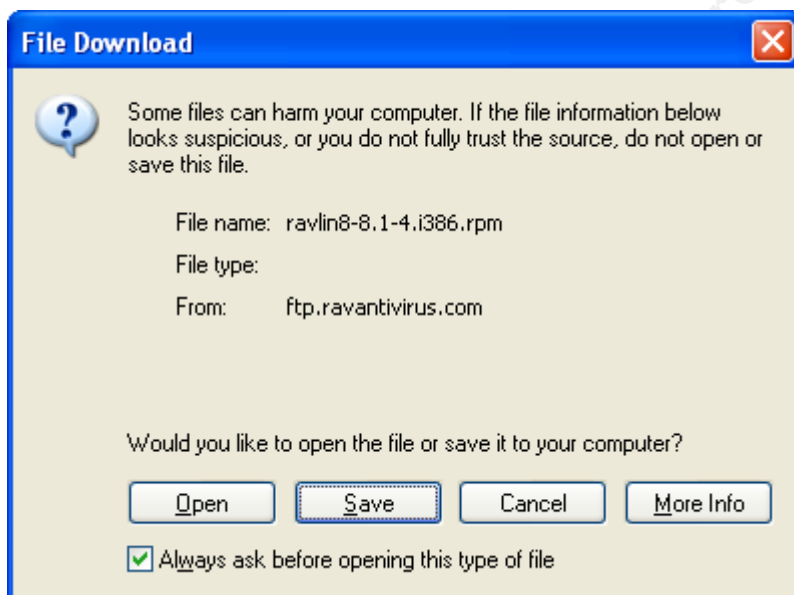 File Download
Some files can harm your computer. If the file information below
looks suspicious, or you do not fully trust the source, do not open or
save this file.
File name: ravlin8-8.1-4.i386.rpm
File type:
From: ftp.ravantivirus.com
Would you like to open the file or save it to your computer?
Open Save Cancel More Info
Always ask before opening this type of file